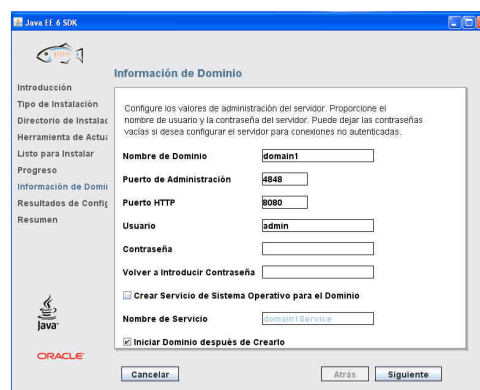 Java EE 6 SDK
Información de Dominio
Introducción
Tipo de Instalación
Directorio de Instalac
Herramienta de Actua
Listo para Instalar
Progreso
Información de Domin
Resultados de Config
Resumen
Configure los valores de administración del servidor. Proporcione el
nombre de usuario y la contraseña del servidor. Puede dejar las contraseñas
vacías si desea configurar el servidor para conexiones no autenticadas.
Nombre de Dominio domain1
Puerto de Administración 4848
Puerto HTTP 8080
Usuario admin
Contraseña
Volver a Introducir Contraseña
Crear Servicio de Sistema Operativo para el Dominio
Nombre de Servicio domain1Service
Iniciar Dominio después de Crearlo
Java
ORACLE
Cancelar Atrás Siguiente